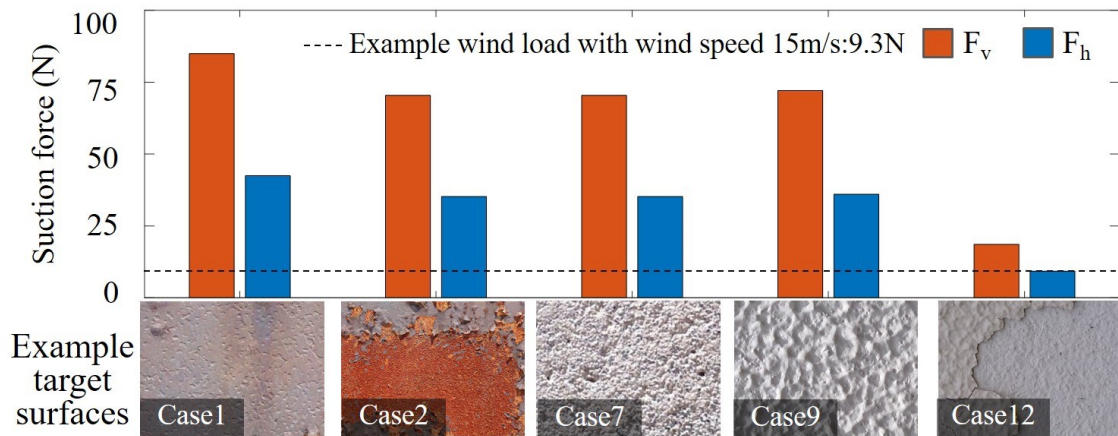 100
75
50
25
0
Suction force (N)
Example wind load with wind speed 15m/s:9.3N
Fv
Fh
Example
target
surfaces
Case1
Case2
Case7
Case9
Case12